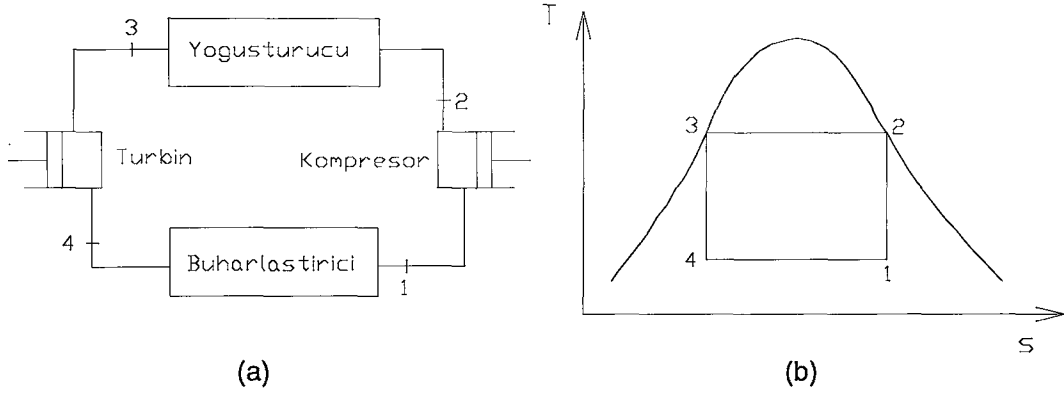 3
Yogusturucu
2
Turbin
Kompresor
4
Buharlastirici
1
(a)
T
3
2
4
1
s
(b)